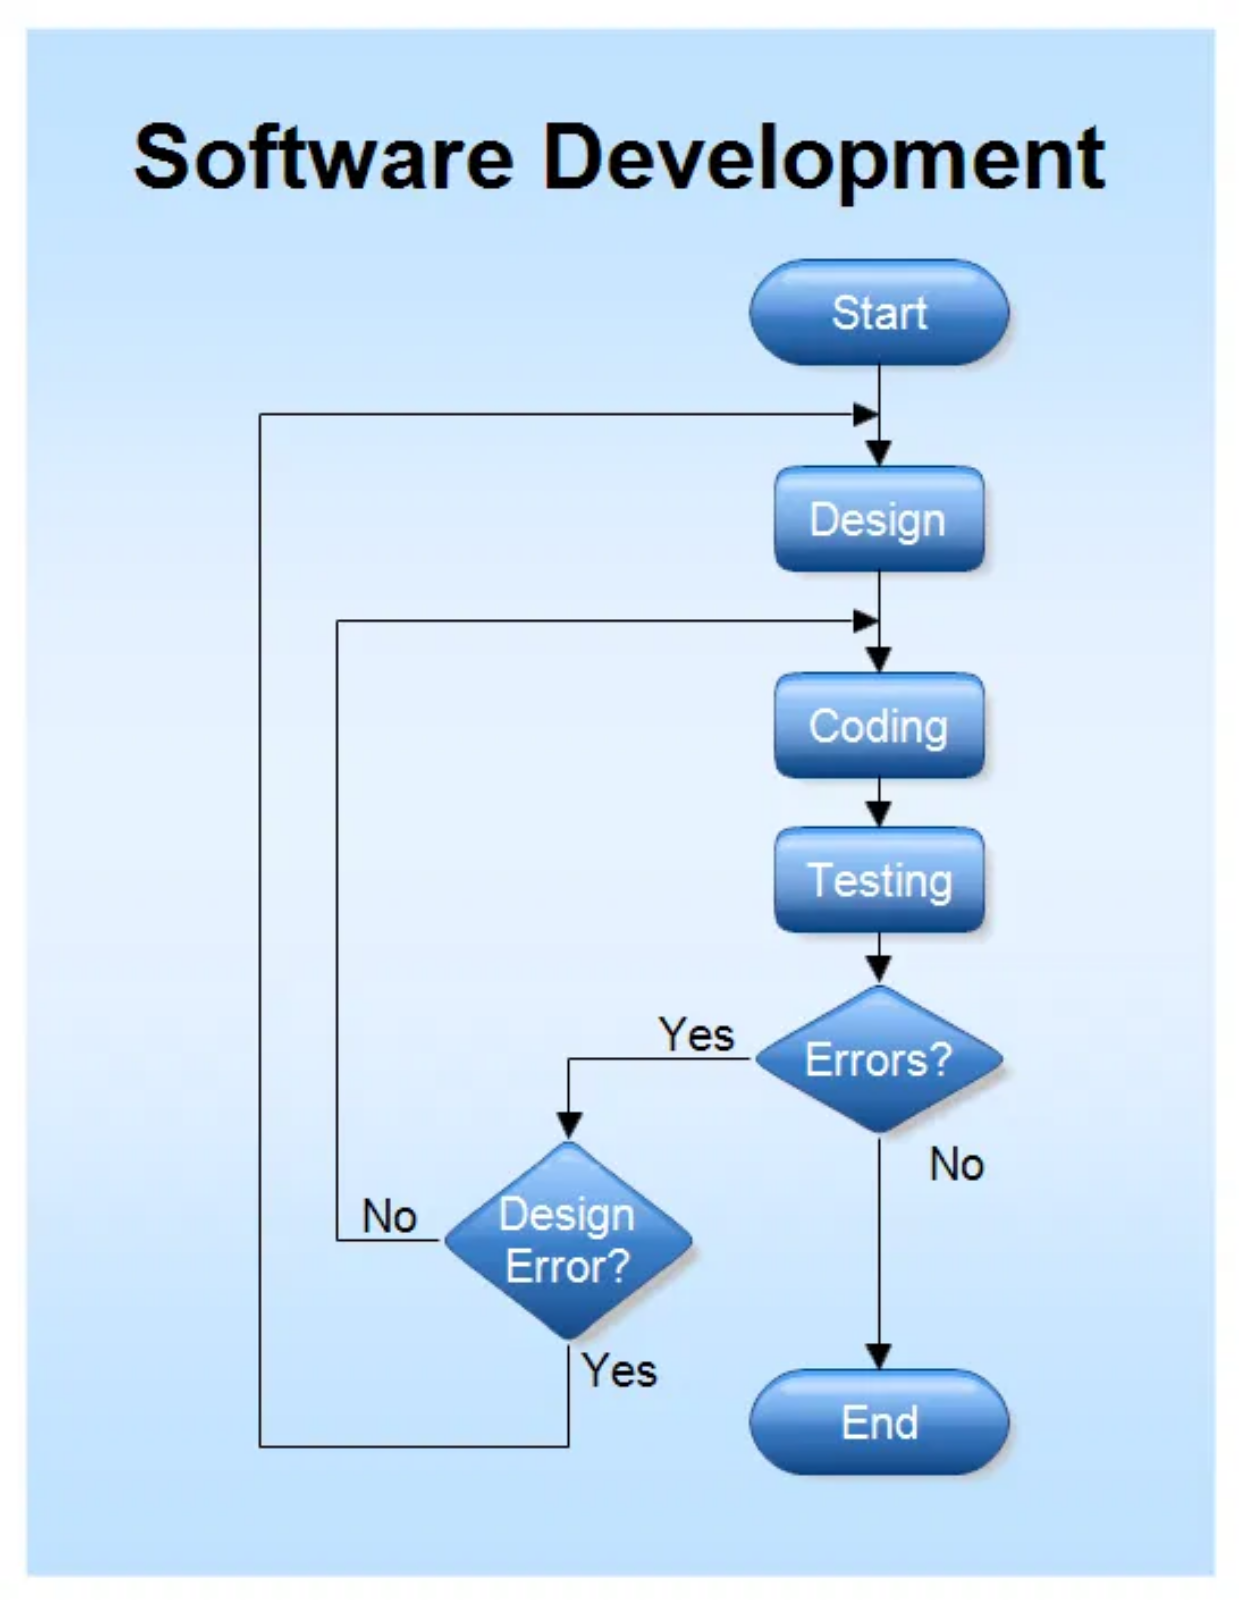 Software Development
Start
Design
Coding
Testing
Yes
Errors?
No
No
Design
Error?
Yes
End